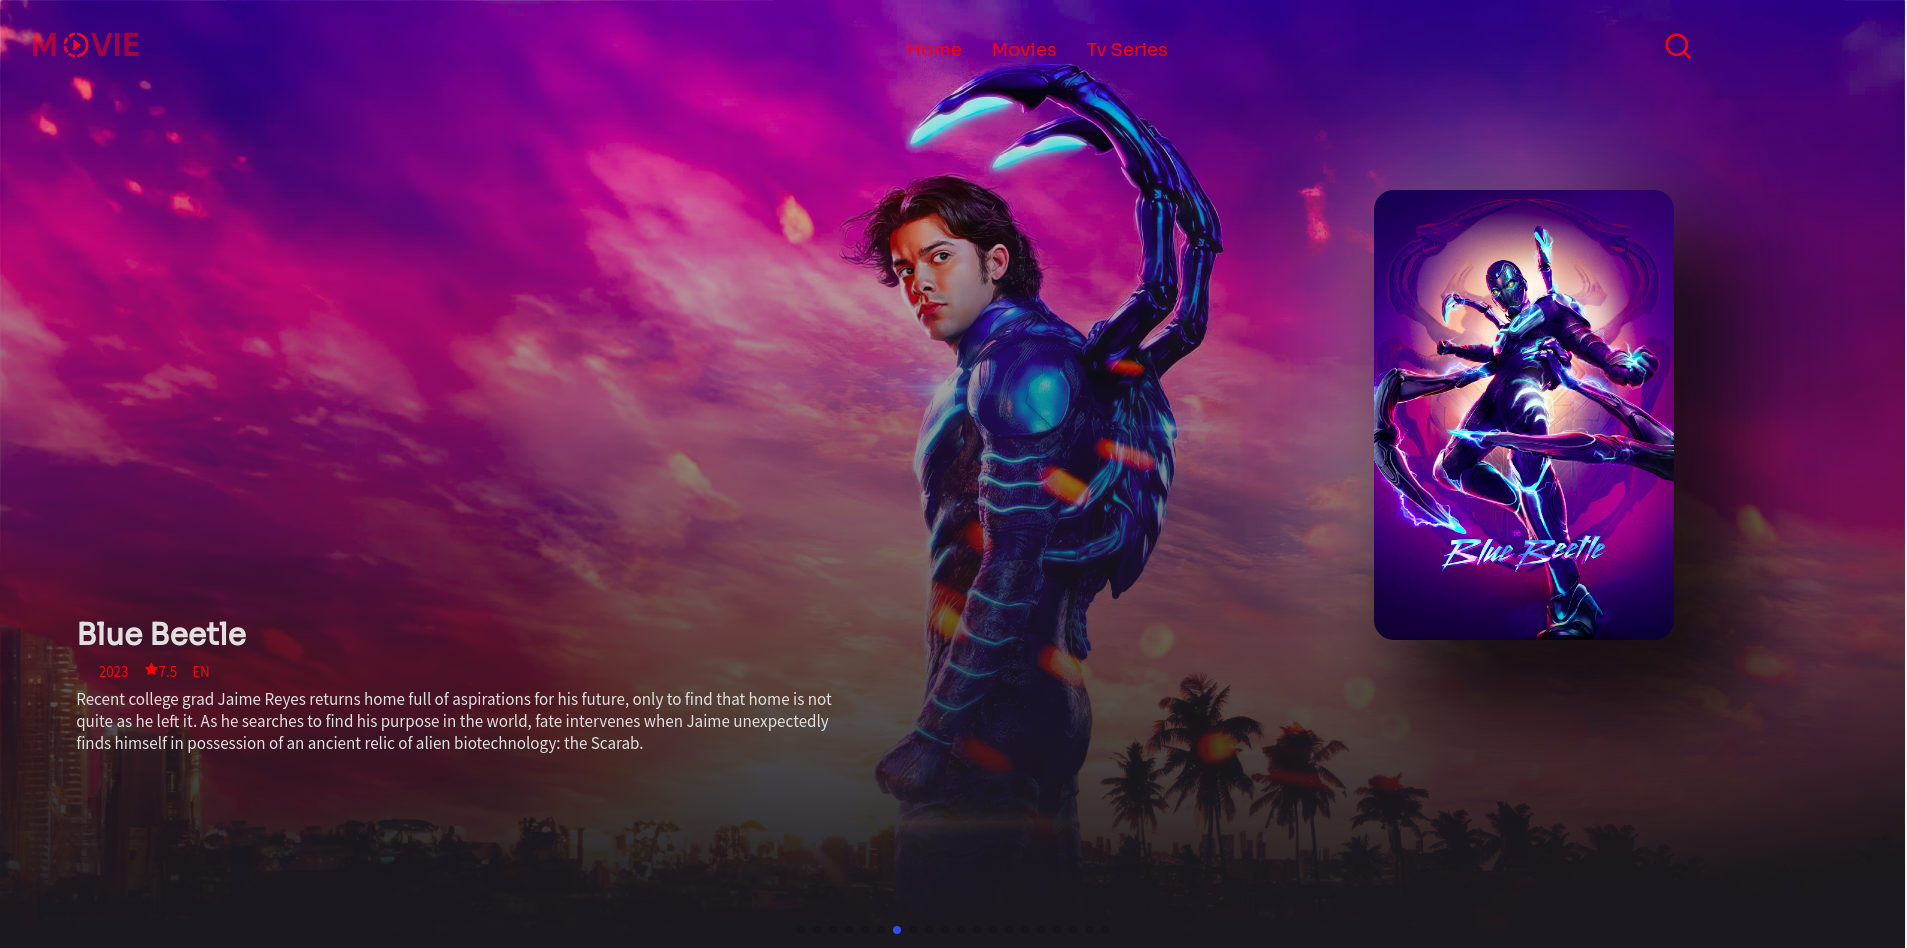 MOVIE
Home Movies Tv Series
Blue Beetle
Blue Beetle
2023 7.5 EN
Recent college grad Jaime Reyes returns home full of aspirations for his future, only to find that home is not
quite as he left it. As he searches to find his purpose in the world, fate intervenes when Jaime unexpectedly
finds himself in possession of an ancient relic of alien biotechnology: the Scarab.